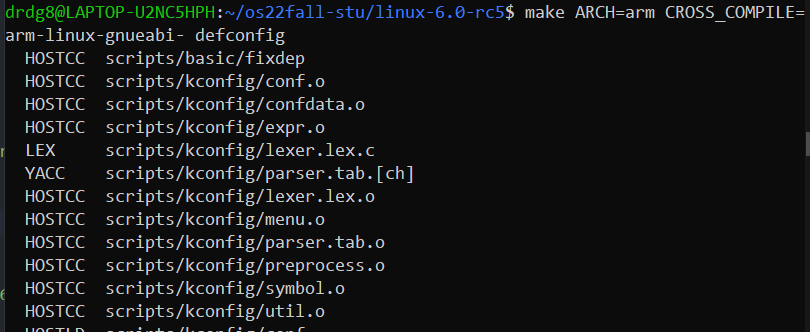 drdg8@LAPTOP-U2NC5HPH:~/os22fall-stu/linux-6.0-rc5$ make ARCH=arm CROSS_COMPILE=
arm-linux-gnueabi- defconfig
  HOSTCC  scripts/basic/fixdep
  HOSTCC  scripts/kconfig/conf.o
  HOSTCC  scripts/kconfig/confdata.o
  HOSTCC  scripts/kconfig/expr.o
  LEX     scripts/kconfig/lexer.lex.c
  YACC    scripts/kconfig/parser.tab.[ch]
  HOSTCC  scripts/kconfig/lexer.lex.o
  HOSTCC  scripts/kconfig/menu.o
  HOSTCC  scripts/kconfig/parser.tab.o
  HOSTCC  scripts/kconfig/preprocess.o
  HOSTCC  scripts/kconfig/symbol.o
  HOSTCC  scripts/kconfig/util.o